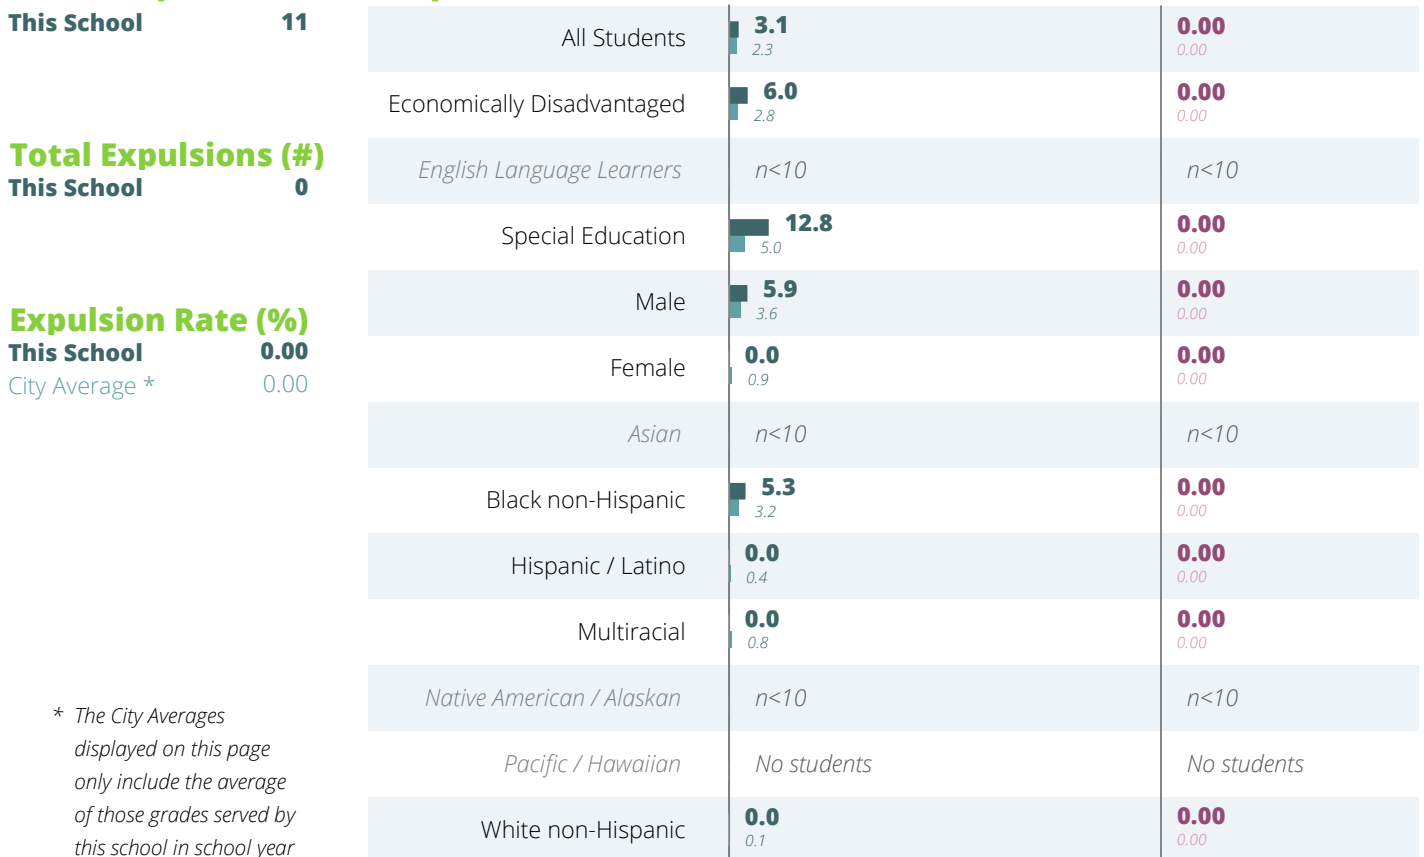 This School 11
Total Expulsions (#)
This School 0
Expulsion Rate (%)
This School 0.00
City Average * 0.00
* The City Averages
displayed on this page
only include the average
of those grades served by
this school in school year
All Students 3.1 0.00
2.3 0.00
Economically Disadvantaged 6.0 0.00
2.8 0.00
English Language Learners n<10 n<10
Special Education 12.8 0.00
5.0 0.00
Male 5.9 0.00
3.6 0.00
Female 0.0 0.00
0.9 0.00
Asian n<10 n<10
Black non-Hispanic 5.3 0.00
3.2 0.00
Hispanic / Latino 0.0 0.00
0.4 0.00
Multiracial 0.0 0.00
0.8 0.00
Native American / Alaskan n<10 n<10
Pacific / Hawaiian No students No students
White non-Hispanic 0.0 0.00
0.1 0.00